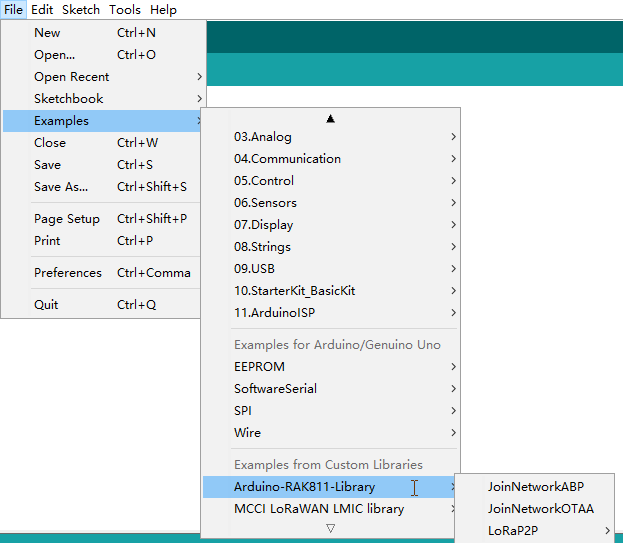 File Edit Sketch Tools Help
New Ctrl+N
Open... Ctrl+O
Open Recent
Sketchbook
Examples
Close Ctrl+W
Save Ctrl+S
Save As... Ctrl+Shift+S
Page Setup Ctrl+Shift+P
Print Ctrl+P
Preferences Ctrl+Comma
Quit Ctrl+Q
03.Analog
04.Communication
05.Control
06.Sensors
07.Display
08.Strings
09.USB
10.StarterKit_BasicKit
11.ArduinoISP
Examples for Arduino/Genuino Uno
EEPROM
SoftwareSerial
SPI
Wire
Examples from Custom Libraries
Arduino-RAK811-Library
MCCI LoRaWAN LMIC library
JoinNetworkABP
JoinNetworkOTAA
LoRaP2P